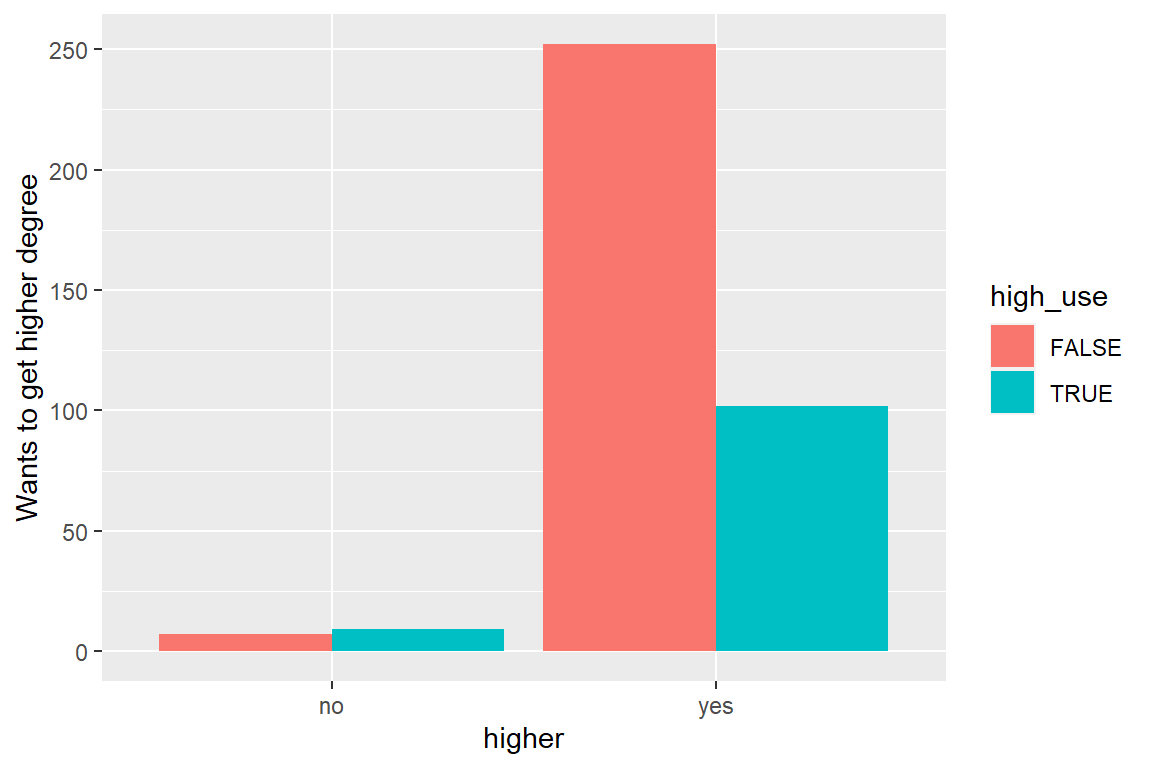 Wants to get higher degree
250
200
150
100
50
0
no
yes
higher
high_use
FALSE
TRUE